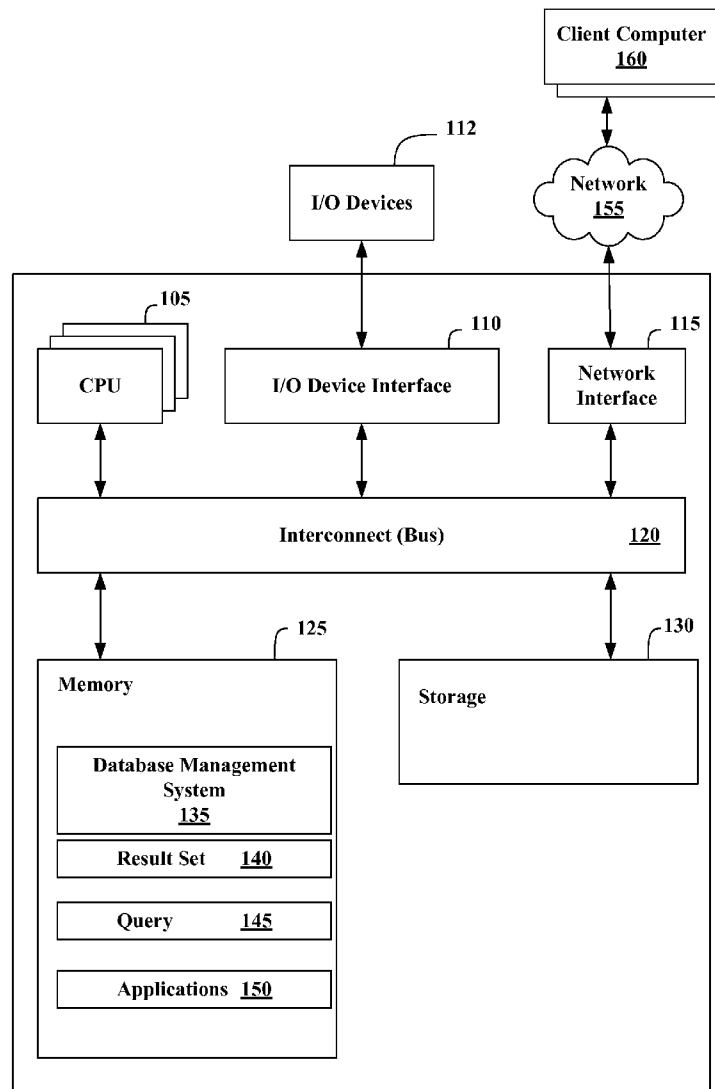 Client Computer
160
112
Network
155
I/O Devices
105
110
115
CPU
I/O Device Interface
Network
Interface
Interconnect (Bus) 120
125
130
Memory
Storage
Database Management
System
135
Result Set 140
Query 145
Applications 150